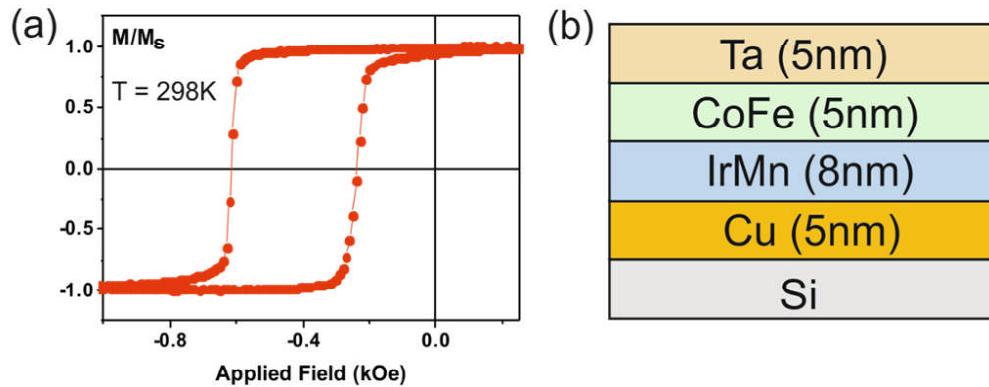 (a)
M/Ms
T = 298K
1.0
0.5
0.0
-0.5
-1.0
-0.8
-0.4
0.0
Applied Field (kOe)
(b)
Ta (5nm)
CoFe (5nm)
IrMn (8nm)
Cu (5nm)
Si